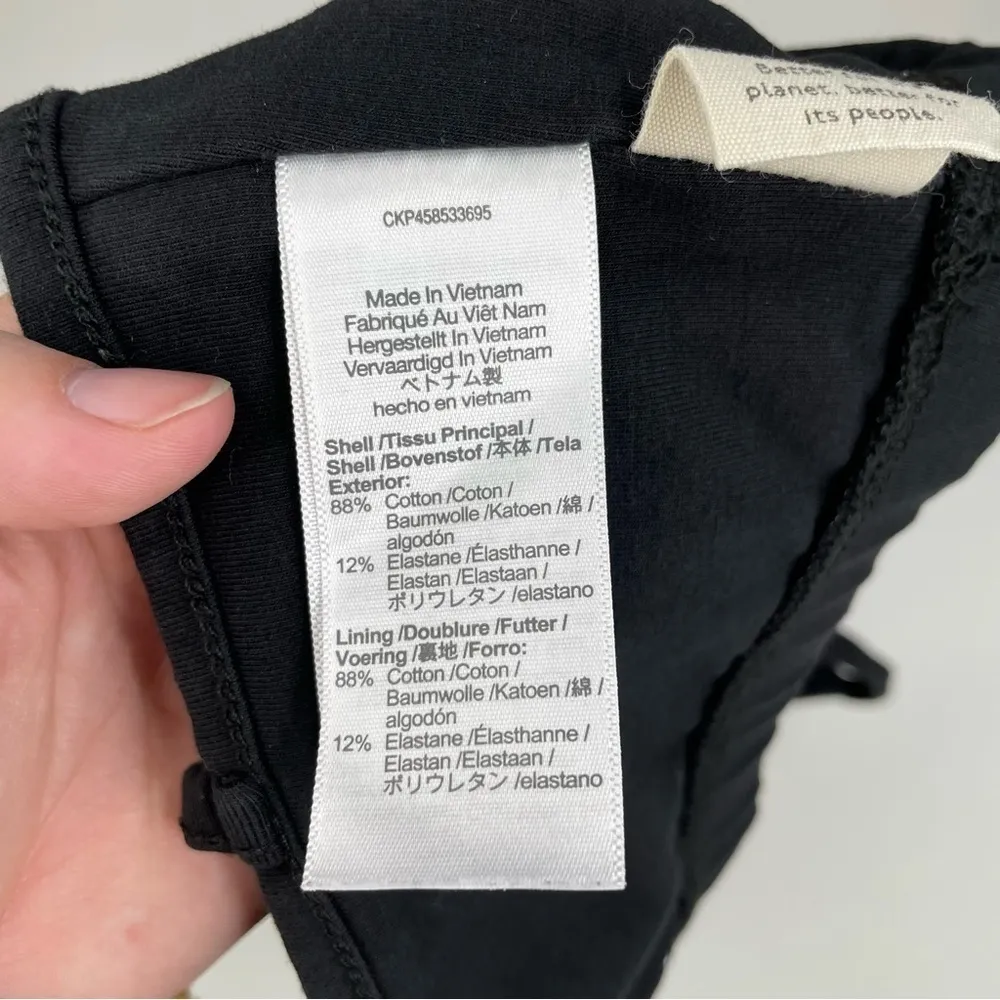 Better
planet. better for
its people.
CKP458533695
Made In Vietnam
Fabriqué Au Viêt Nam
Hergestellt In Vietnam
Vervaardigd In Vietnam
ベトナム製
hecho en vietnam
Shell /Tissu Principal /
Shell /Bovenstof /本体 /Tela
Exterior:
88% Cotton /Coton /
Baumwolle /Katoen /綿 /
algodón
12% Elastane /Élasthanne /
Elastan /Elastaan /
ポリウレタン /elastano
Lining /Doublure /Futter /
Voering /裏地 /Forro:
88% Cotton /Coton /
Baumwolle /Katoen /綿 /
algodón
12% Elastane /Élasthanne /
Elastan /Elastaan /
ポリウレタン /elastano